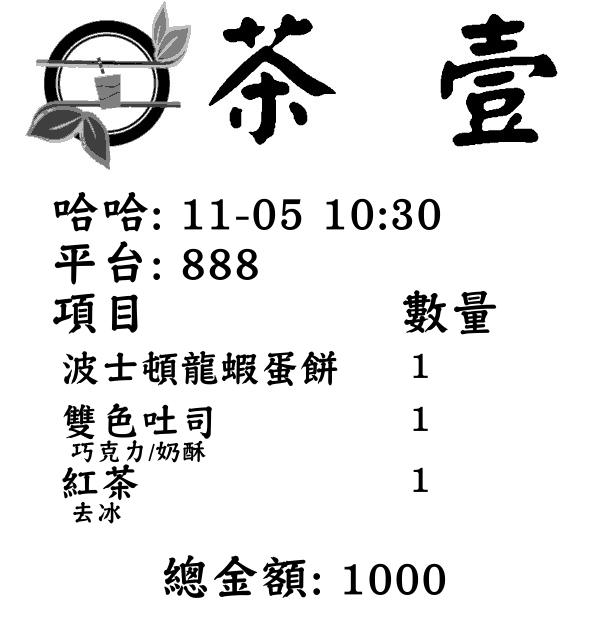 茶 壹
哈哈: 11-05 10:30
平台: 888
項目 數量
波士頓龍蝦蛋餅 1
雙色吐司 1
巧克力/奶酥
紅茶 1
去冰
總金額: 1000